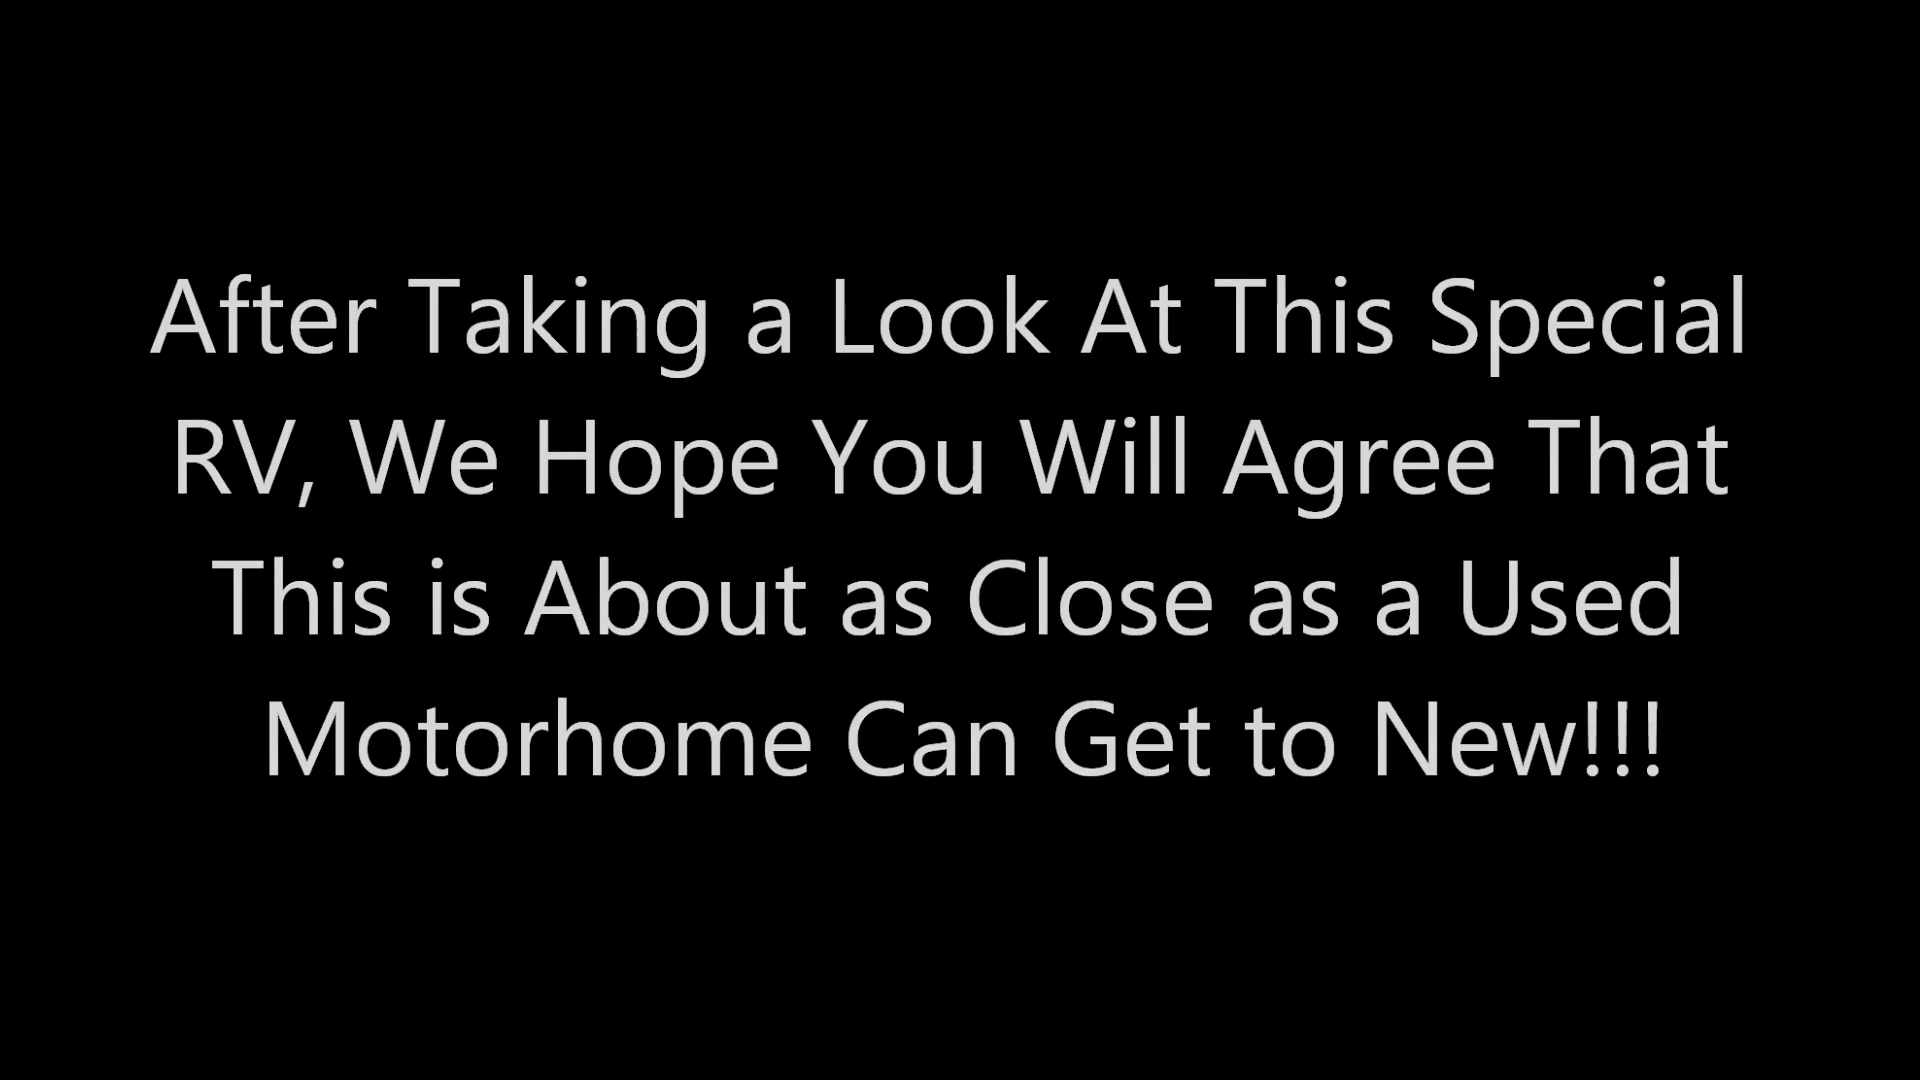 After Taking a Look At This Special
RV, We Hope You Will Agree That
This is About as Close as a Used
Motorhome Can Get to New!!!